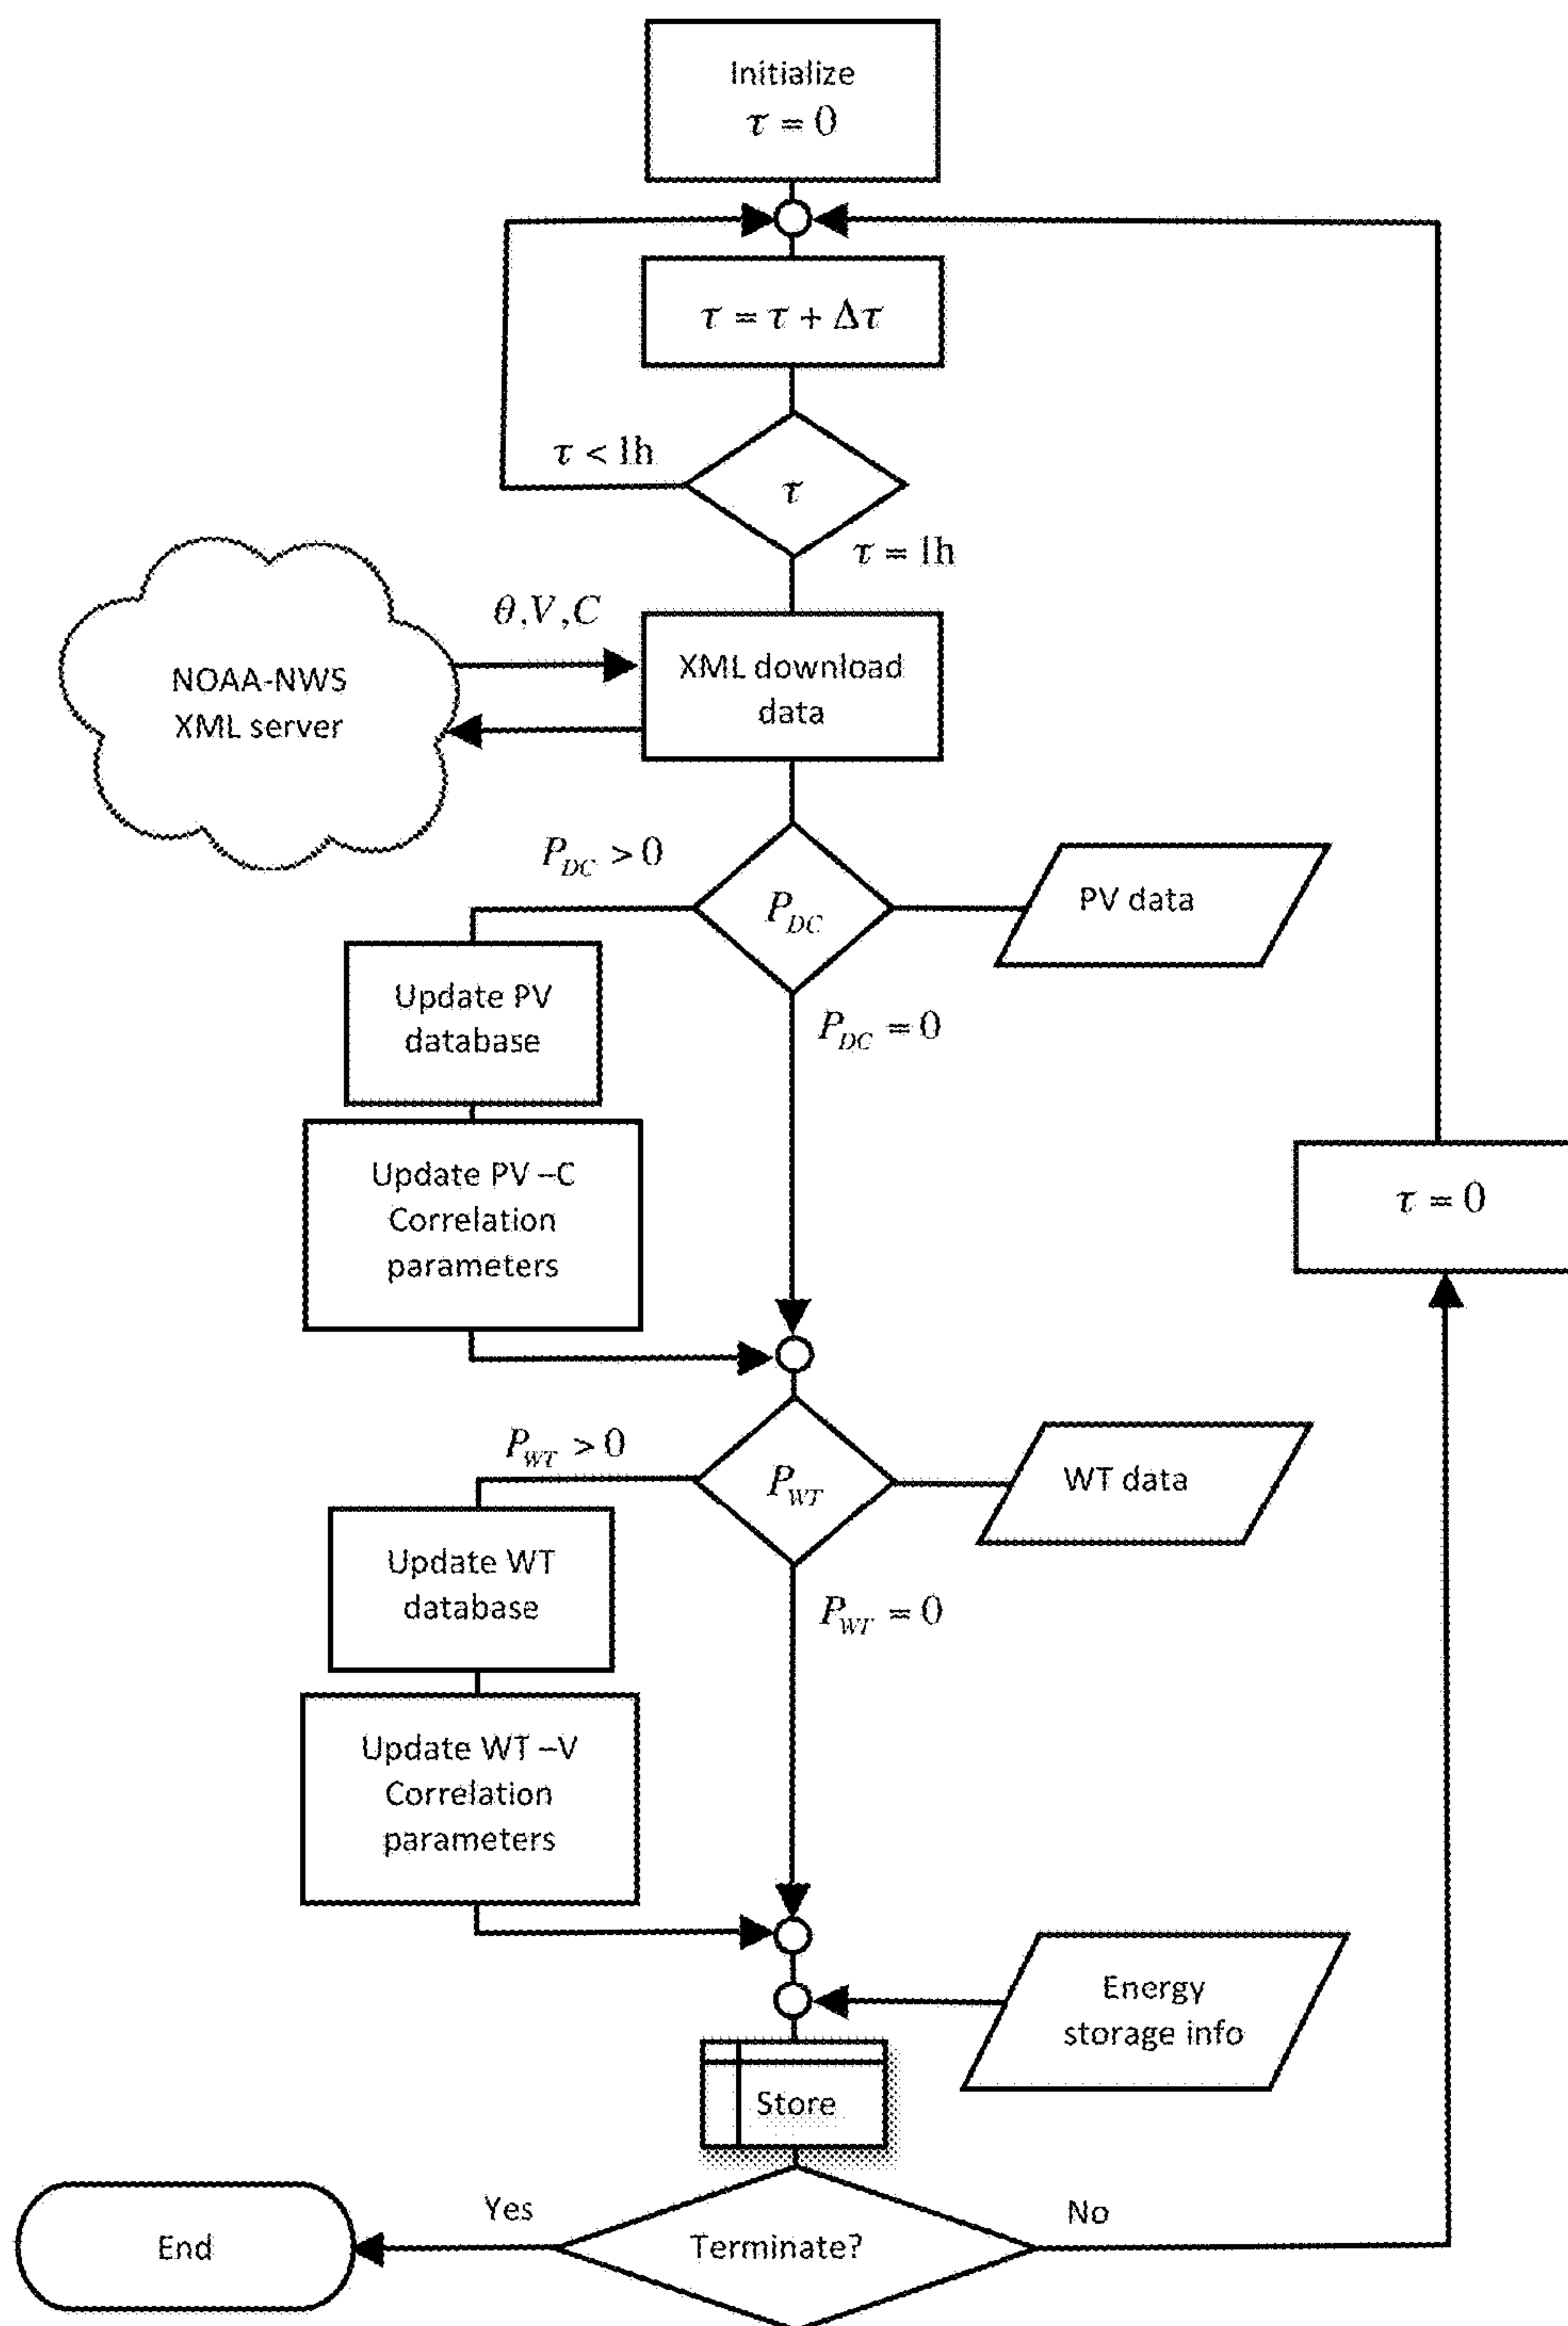 Initialize
τ = 0
τ = τ + Δτ
τ < 1h
τ
τ = 1h
θ,V,C
NOAA-NWS
XML server
XML download
data
P_DC > 0
P_DC
PV data
Update PV
database
P_DC = 0
Update PV –C
Correlation
parameters
τ = 0
P_WT > 0
P_WT
WT data
Update WT
database
P_WT = 0
Update WT –V
Correlation
parameters
Energy
storage info
Store
Yes
No
End
Terminate?